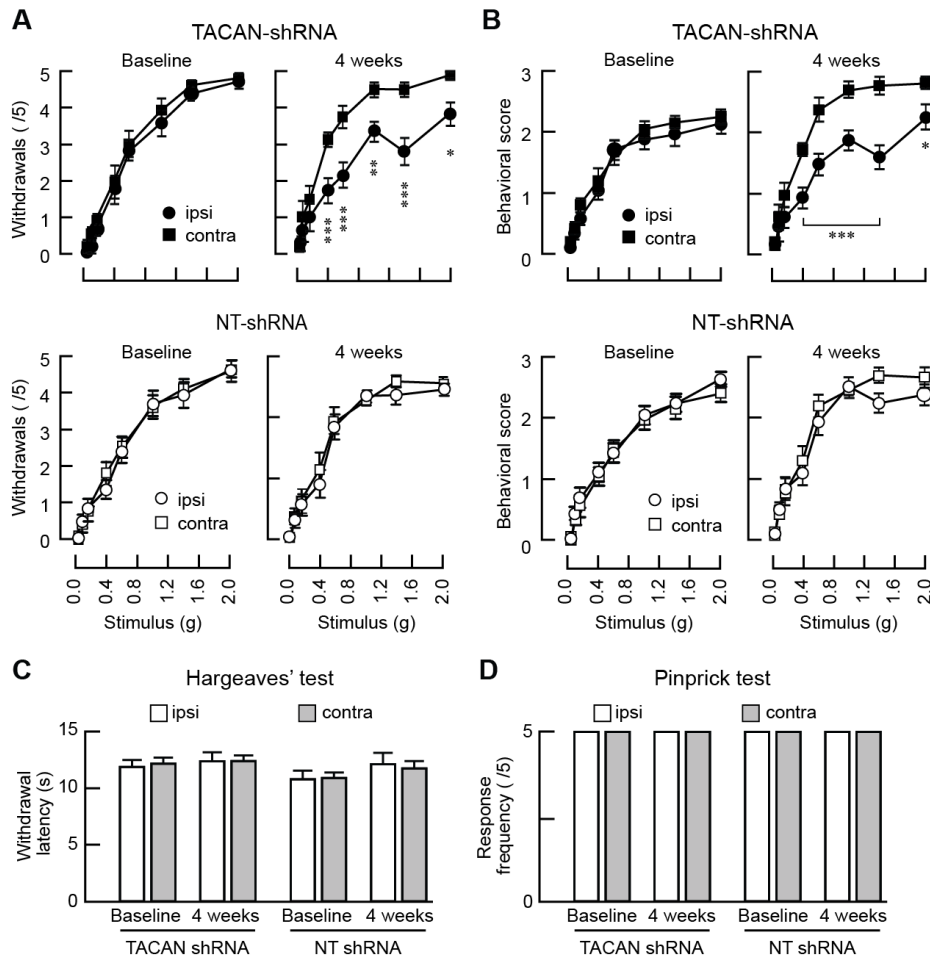 A
TACAN-shRNA
Baseline
4 weeks
Withdrawals ( /5)
5
4
3
2
1
0
ipsi
contra
***
***
**
***
*
NT-shRNA
Baseline
4 weeks
Withdrawals ( /5)
5
4
3
2
1
0
ipsi
contra
0.0
0.4
0.8
1.2
1.6
2.0
0.0
0.4
0.8
1.2
1.6
2.0
Stimulus (g)
Stimulus (g)
B
TACAN-shRNA
Baseline
4 weeks
Behavioral score
3
2
1
0
ipsi
contra
***
*
NT-shRNA
Baseline
4 weeks
Behavioral score
3
2
1
0
ipsi
contra
0.0
0.4
0.8
1.2
1.6
2.0
0.0
0.4
0.8
1.2
1.6
2.0
Stimulus (g)
Stimulus (g)
C
Hargeaves' test
ipsi
contra
Withdrawal
latency (s)
15
10
5
0
Baseline
4 weeks
Baseline
4 weeks
TACAN shRNA
NT shRNA
D
Pinprick test
ipsi
contra
Response
frequency ( /5)
5
0
Baseline
4 weeks
Baseline
4 weeks
TACAN shRNA
NT shRNA